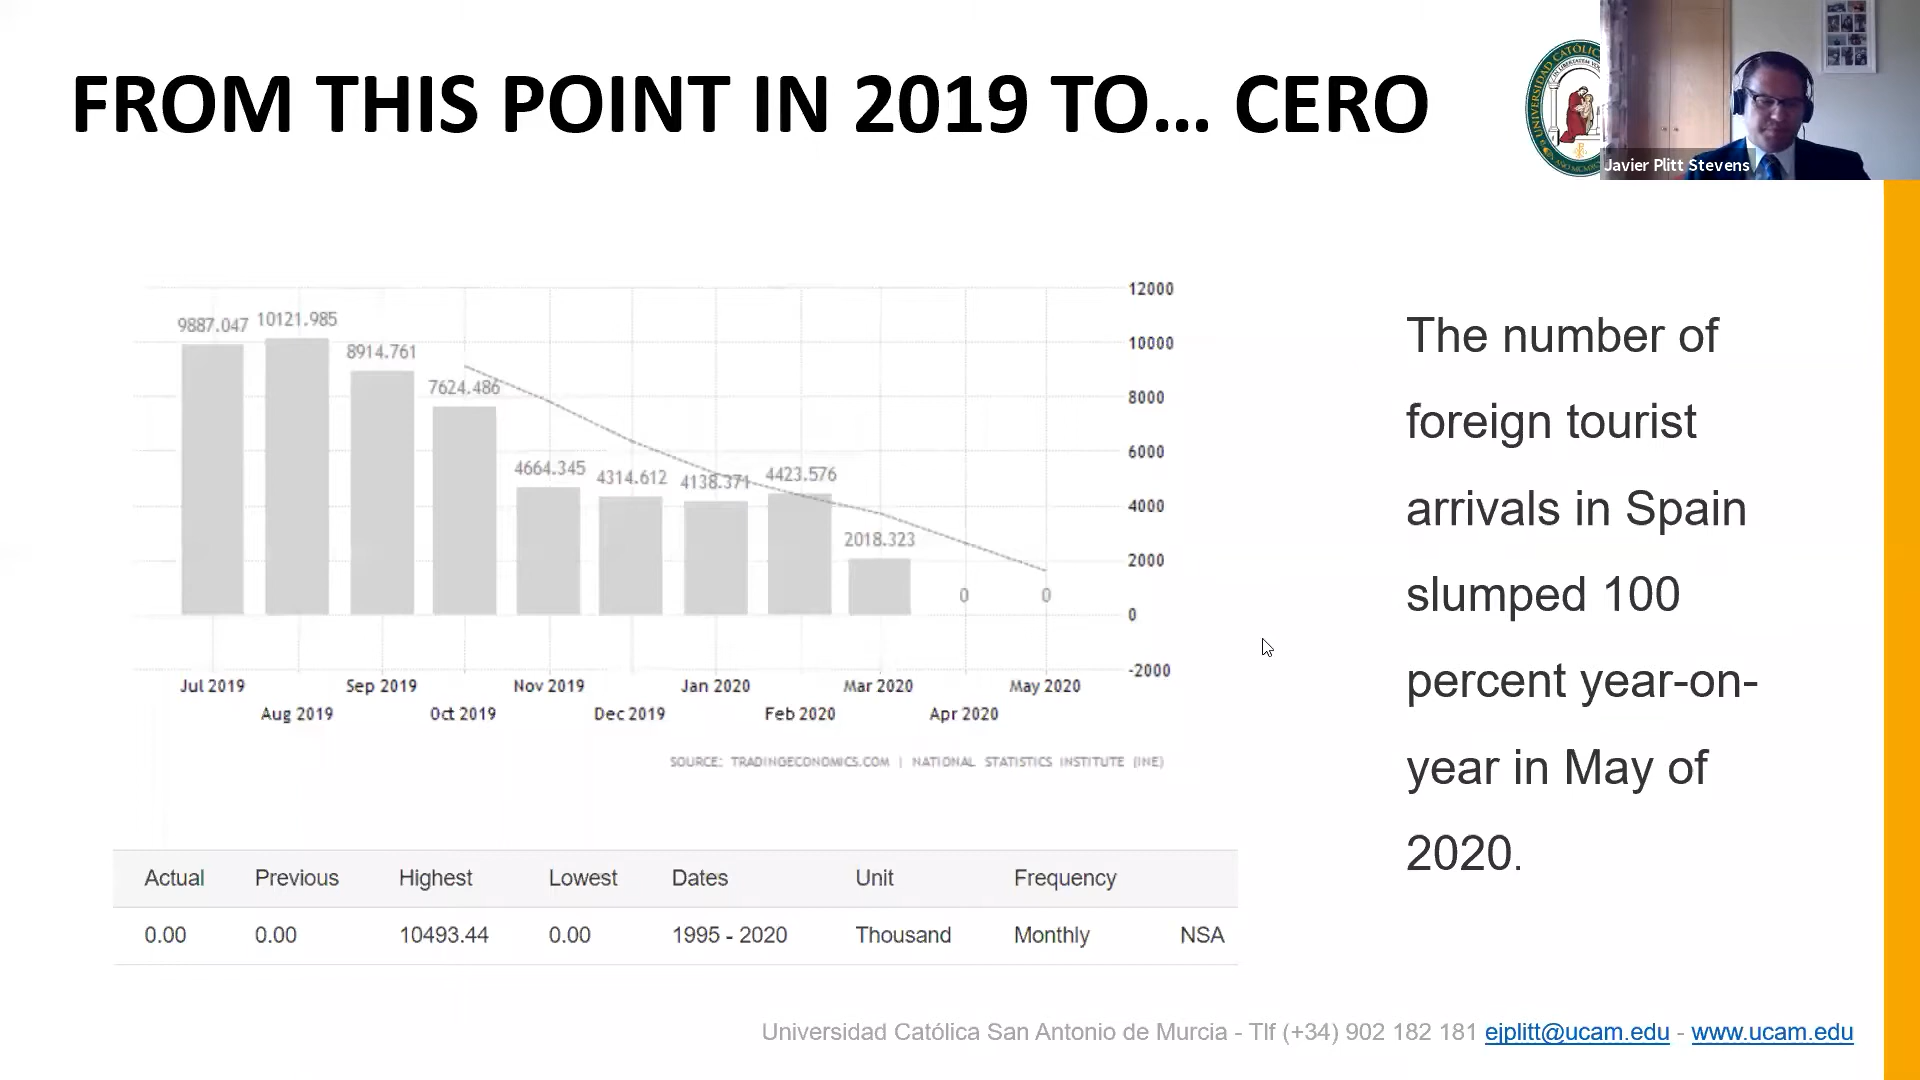 FROM THIS POINT IN 2019 TO... CERO
UNIVERSIDAD CATÓLIC
Javier Plitt Stevens
12000
10000
8000
6000
4000
2000
0
-2000
9887.047
10121.985
8914.761
7624.486
4664.345
4314.612
4138.371
4423.576
2018.323
0
0
Jul 2019
Aug 2019
Sep 2019
Oct 2019
Nov 2019
Dec 2019
Jan 2020
Feb 2020
Mar 2020
Apr 2020
May 2020
SOURCE: TRADINGECONOMICS.COM | NATIONAL STATISTICS INSTITUTE (INE)
The number of
foreign tourist
arrivals in Spain
slumped 100
percent year-on-
year in May of
2020.
Actual Previous Highest Lowest Dates Unit Frequency
0.00 0.00 10493.44 0.00 1995 - 2020 Thousand Monthly NSA
Universidad Católica San Antonio de Murcia - Tlf (+34) 902 182 181 ejplitt@ucam.edu - www.ucam.edu